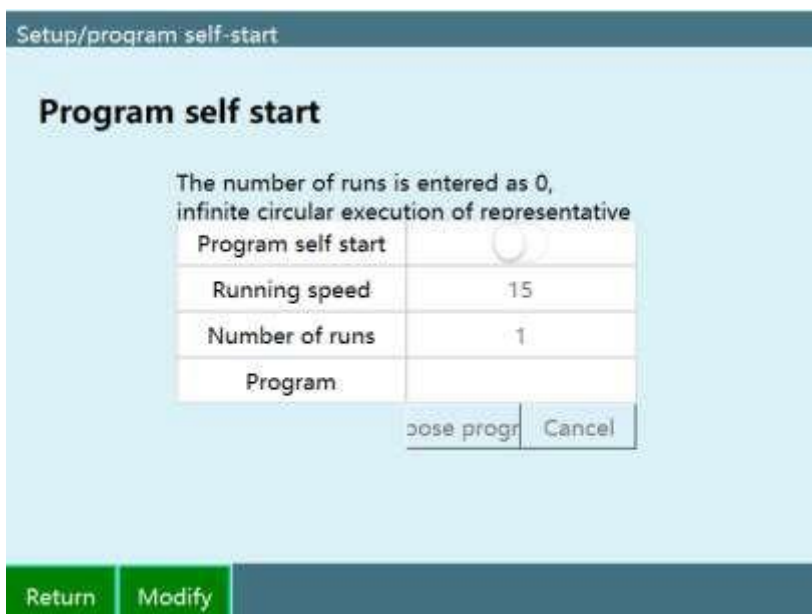 Setup/program self-start
Program self start
The number of runs is entered as 0,
infinite circular execution of representative
Program self start
Running speed 15
Number of runs 1
Program
oose progr Cancel
Return Modify